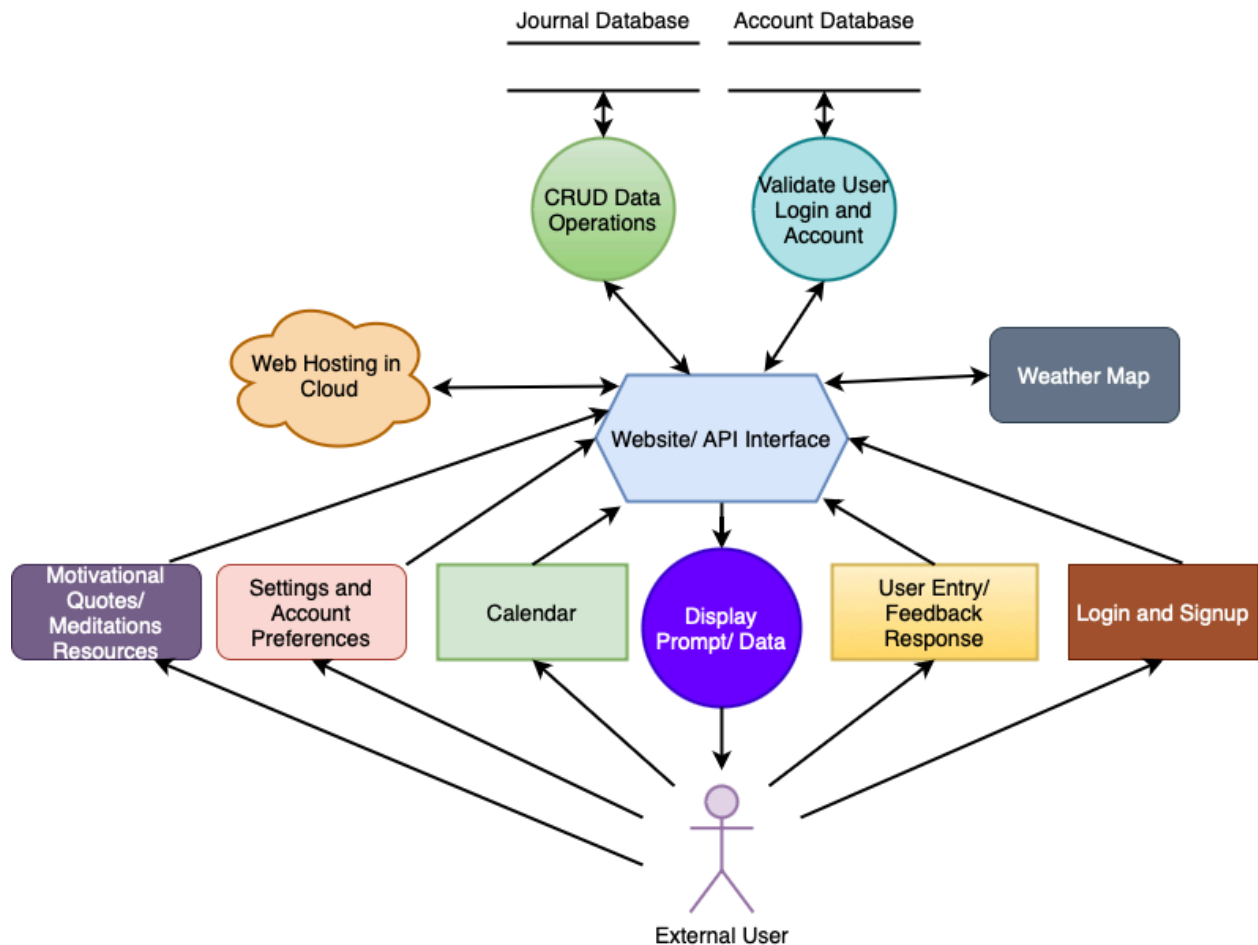 Journal Database
Account Database
CRUD Data
Operations
Validate User
Login and
Account
Web Hosting in
Cloud
Weather Map
Website/ API Interface
Motivational
Quotes/
Meditations
Resources
Settings and
Account
Preferences
Calendar
Display
Prompt/ Data
User Entry/
Feedback
Response
Login and Signup
External User